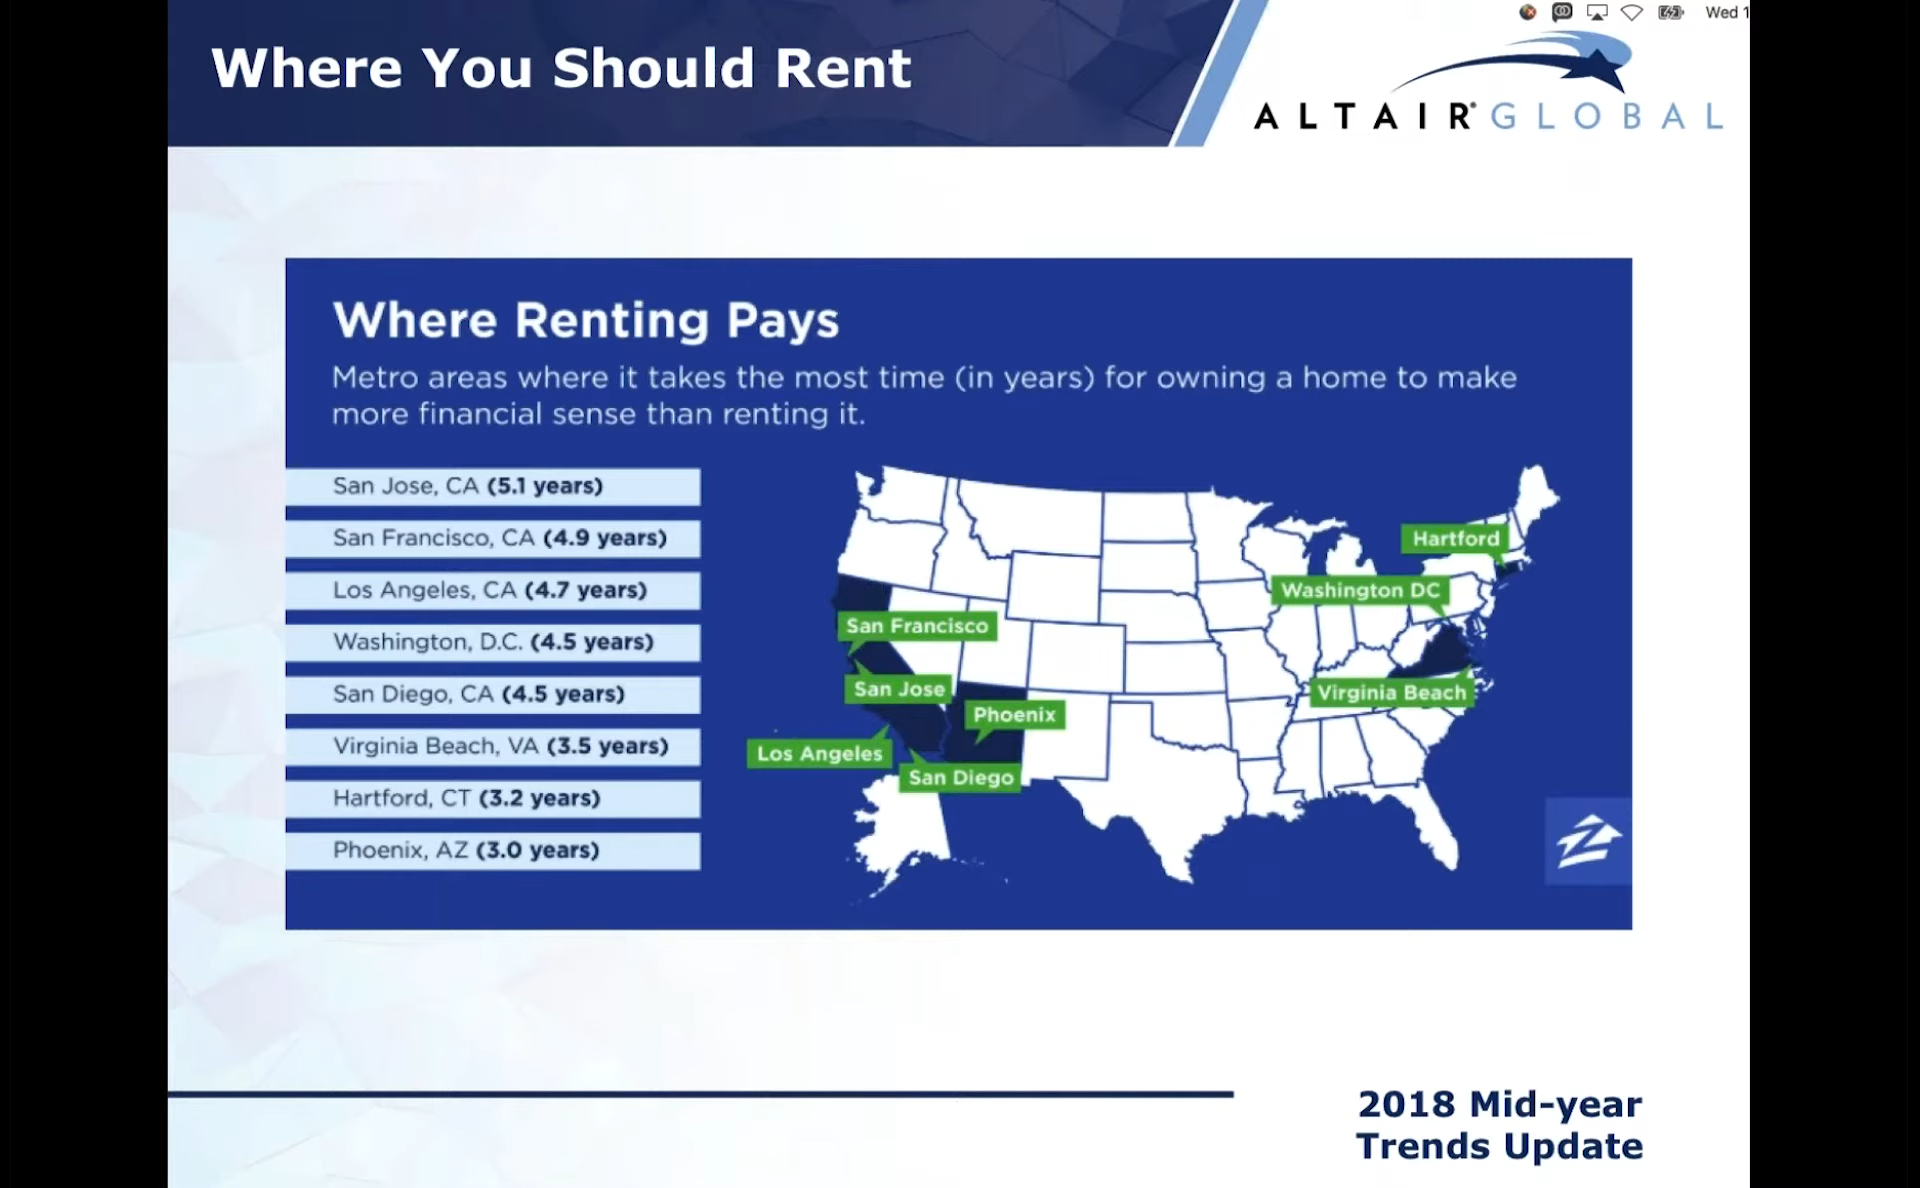 Wed 1
Where You Should Rent
ALTAIR® GLOBAL
Where Renting Pays
Metro areas where it takes the most time (in years) for owning a home to make
more financial sense than renting it.
San Jose, CA (5.1 years)
San Francisco, CA (4.9 years)
Los Angeles, CA (4.7 years)
Washington, D.C. (4.5 years)
San Diego, CA (4.5 years)
Virginia Beach, VA (3.5 years)
Hartford, CT (3.2 years)
Phoenix, AZ (3.0 years)
Hartford
Washington DC
San Francisco
San Jose
Virginia Beach
Phoenix
Los Angeles
San Diego
2018 Mid-year
Trends Update